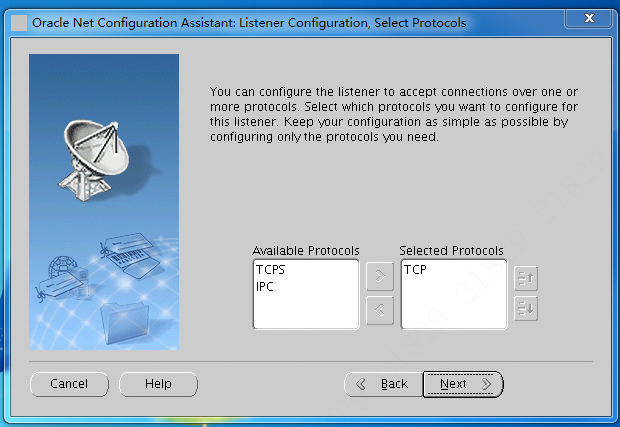 Oracle Net Configuration Assistant: Listener Configuration, Select Protocols
X
You can configure the listener to accept connections over one or
more protocols. Select which protocols you want to configure for
this listener. Keep your configuration as simple as possible by
configuring only the protocols you need.
Available Protocols
Selected Protocols
TCPS
IPC
TCP
Cancel
Help
Back
Next